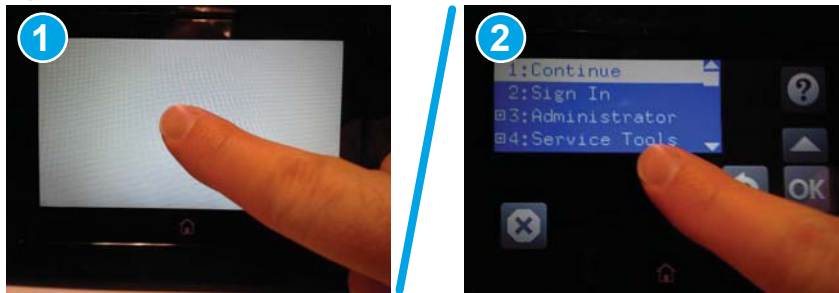 1
2
1:Continue
2:Sign In
3:Administrator
4:Service Tools
?
OK